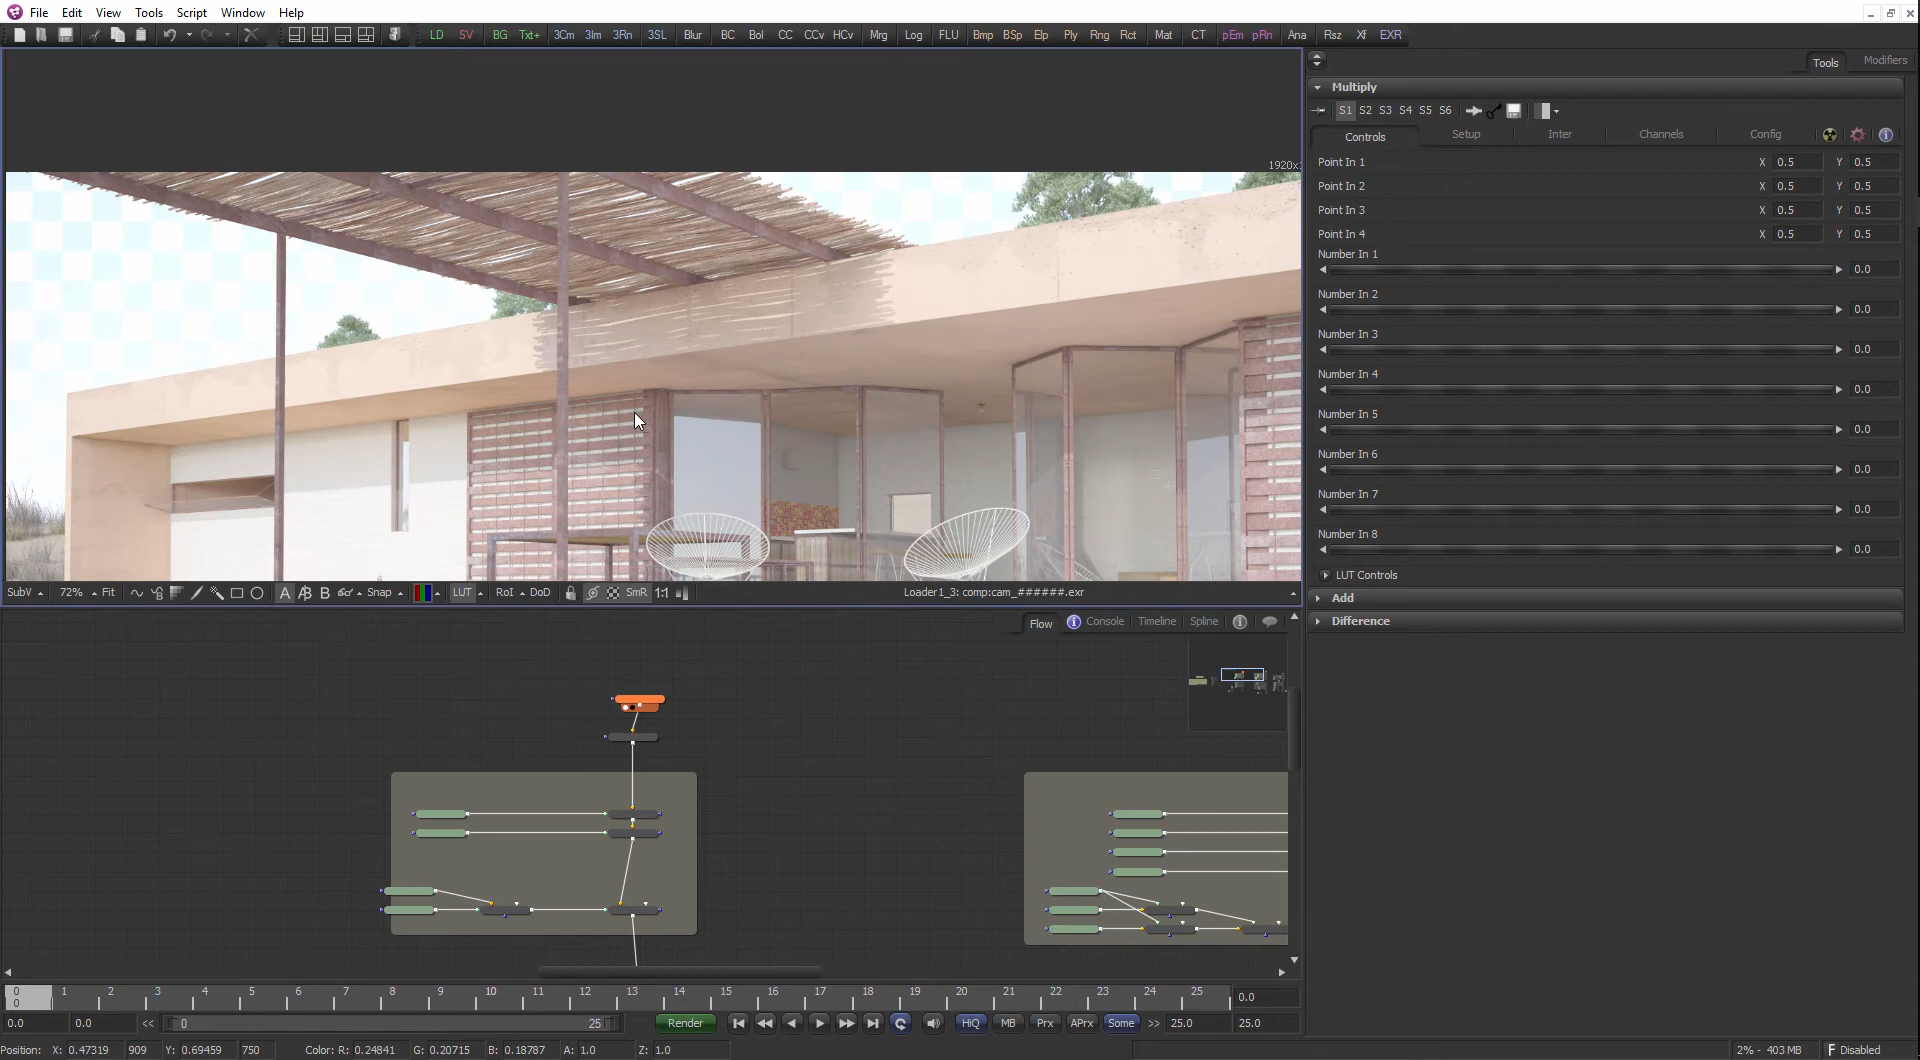 File Edit View Tools Script Window Help
LD SV BG Txt+ 3Cm 3Im 3Rn 3SL Blur BC Bol CC CCv HCv Mrg Log FLU Bmp BSp Elp Ply Rng Rct Mat CT pEm pRn Ana Rsz Xf EXR
Tools Modifiers
Multiply
S1 S2 S3 S4 S5 S6
Controls Setup Inter Channels Config
Point In 1 X 0.5 Y 0.5
Point In 2 X 0.5 Y 0.5
Point In 3 X 0.5 Y 0.5
Point In 4 X 0.5 Y 0.5
Number In 1
0.0
Number In 2
0.0
Number In 3
0.0
Number In 4
0.0
Number In 5
0.0
Number In 6
0.0
Number In 7
0.0
Number In 8
0.0
LUT Controls
Add
Difference
SubV 72% Fit A B Snap LUT RoI DoD SmR 1:1 Loader1_3: comp:cam_######.exr
Flow Console Timeline Spline
0 1 2 3 4 5 6 7 8 9 10 11 12 13 14 15 16 17 18 19 20 21 22 23 24 25
0 0.0
0.0 0.0 << 0 25 Render HiQ MB Prx APrx Some >> 25.0 25.0
Position: X: 0.47319 909 Y: 0.69459 750 Color: R: 0.24841 G: 0.20715 B: 0.18787 A: 1.0 Z: 1.0 2% - 403 MB F Disabled